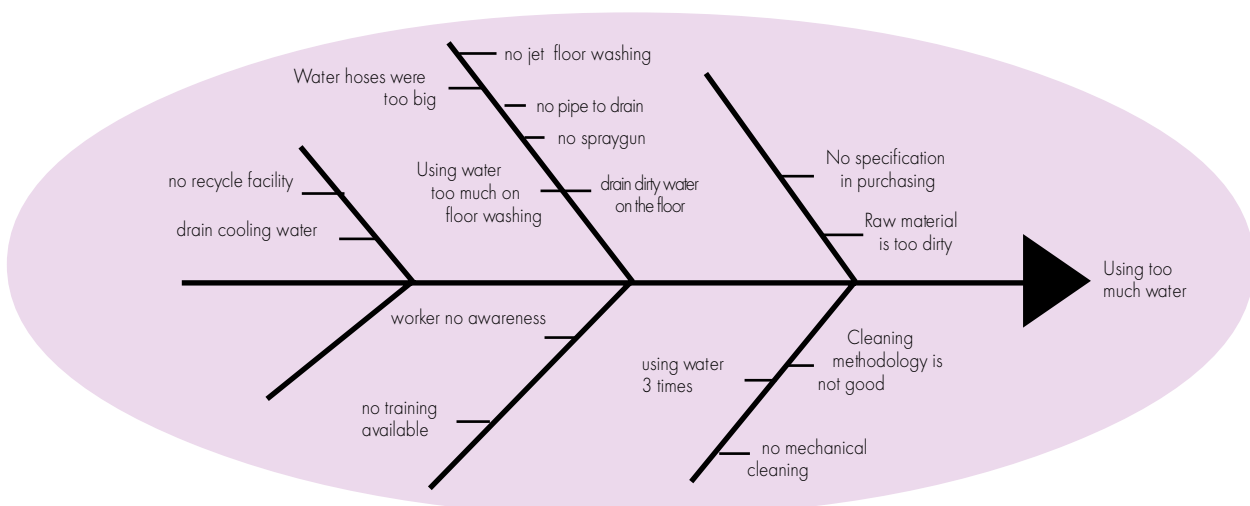 no jet floor washing
Water hoses were
too big
no pipe to drain
no spraygun
Using water
too much on
floor washing
drain dirty water
on the floor
no recycle facility
drain cooling water
No specification
in purchasing
Raw material
is too dirty
Using too
much water
worker no awareness
no training
available
using water
3 times
Cleaning
methodology is
not good
no mechanical
cleaning